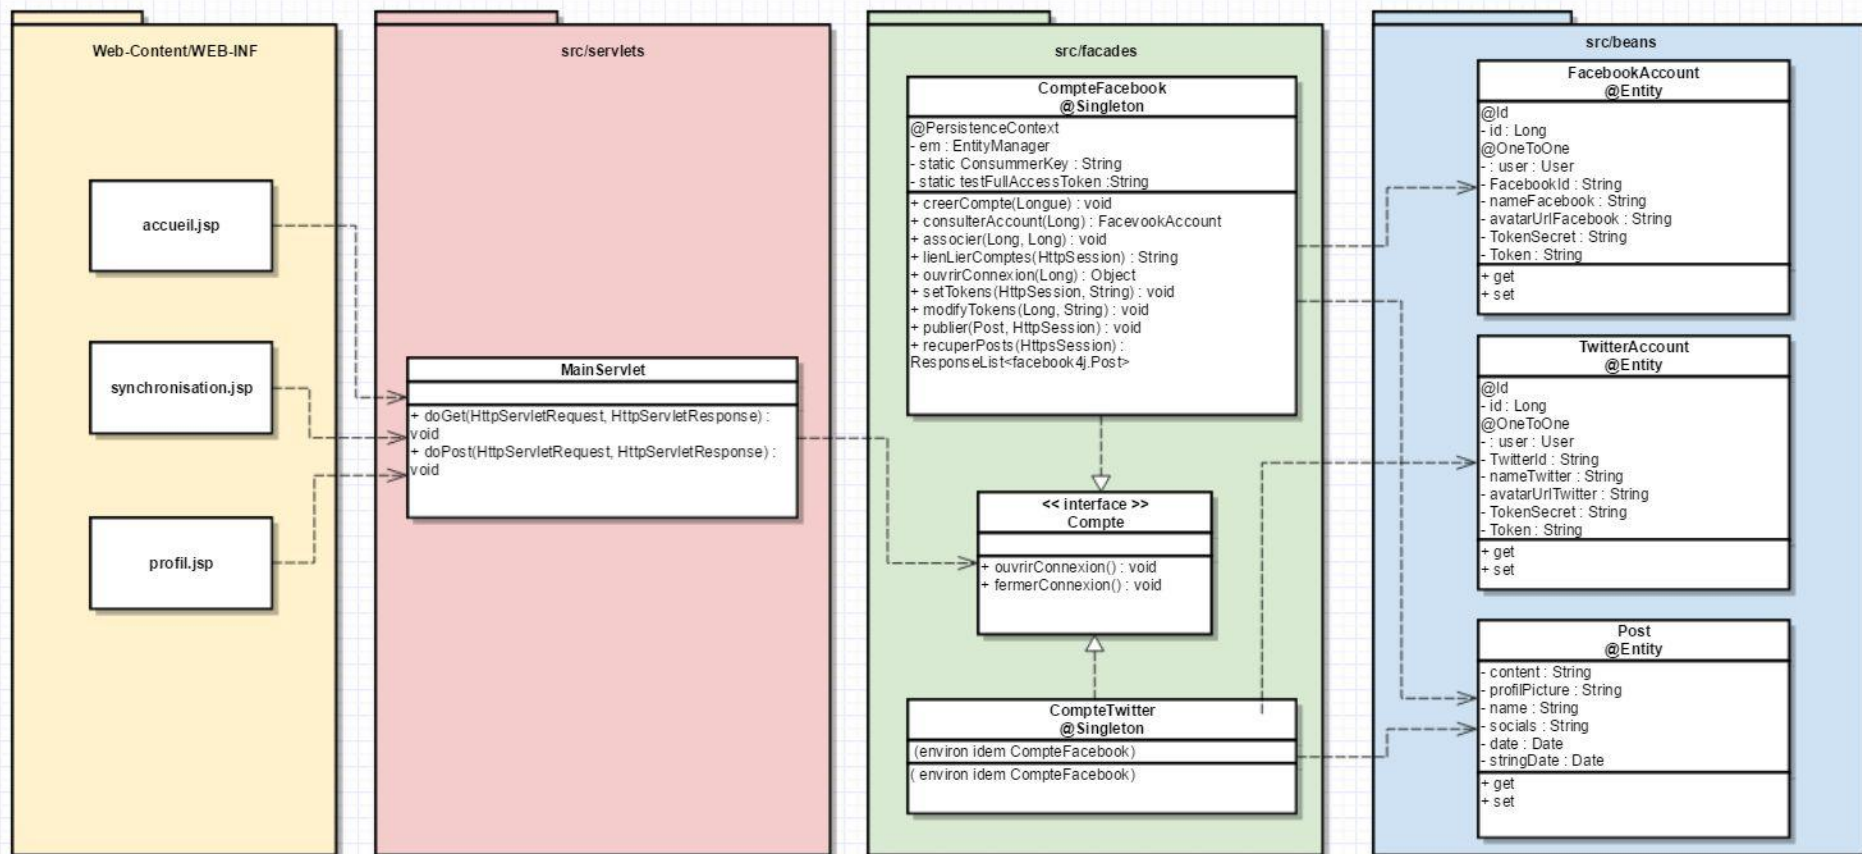 Web-Content/WEB-INF
accueil.jsp
synchronisation.jsp
profil.jsp
src/servlets
MainServlet
+ doGet(HttpServletRequest, HttpServletResponse) :
void
+ doPost(HttpServletRequest, HttpServletResponse) :
void
src/facades
CompteFacebook
@Singleton
@PersistenceContext
- em : EntityManager
- static ConsummerKey : String
- static testFullAccessToken :String
+ creerCompte(Longue) : void
+ consulterAccount(Long) : FacevookAccount
+ associer(Long, Long) : void
+ lienLierComptes(HttpSession) : String
+ ouvrirConnexion(Long) : Object
+ setTokens(HttpSession, String) : void
+ modifyTokens(Long, String) : void
+ publier(Post, HttpSession) : void
+ recuperPosts(HttpsSession) :
ResponseList<facebook4j.Post>
<< interface >>
Compte
+ ouvrirConnexion() : void
+ fermerConnexion() : void
CompteTwitter
@Singleton
(environ idem CompteFacebook)
( environ idem CompteFacebook)
src/beans
FacebookAccount
@Entity
@Id
- id : Long
@OneToOne
- : user : User
- FacebookId : String
- nameFacebook : String
- avatarUrlFacebook : String
- TokenSecret : String
- Token : String
+ get
+ set
TwitterAccount
@Entity
@Id
- id : Long
@OneToOne
- : user : User
- TwitterId : String
- nameTwitter : String
- avatarUrlTwitter : String
- TokenSecret : String
- Token : String
+ get
+ set
Post
@Entity
- content : String
- profilPicture : String
- name : String
- socials : String
- date : Date
- stringDate : Date
+ get
+ set